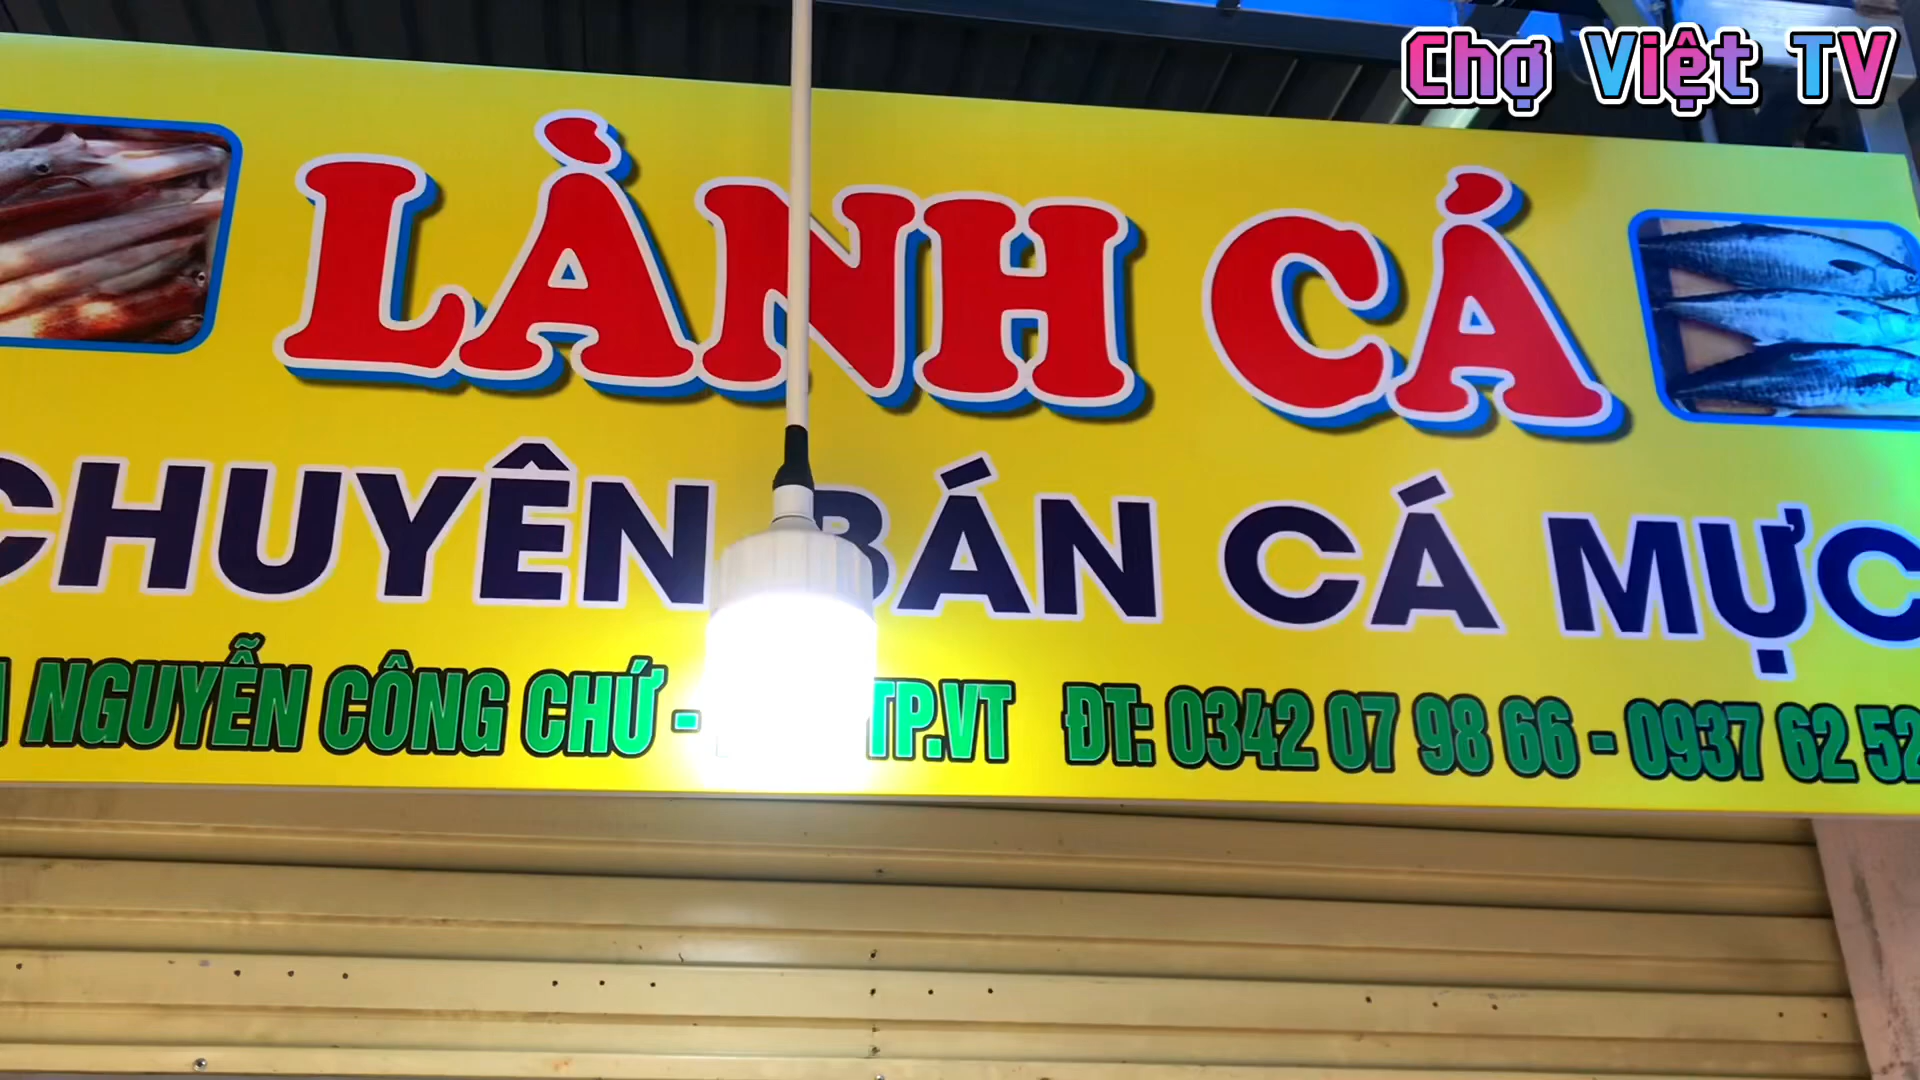 Chợ Việt TV
LÀNH CÁ
CHUYÊN BÁN CÁ MỰC
NGUYỄN CÔNG CHỨ - TP.VT ĐT: 0342 07 98 66 - 0937 62 52